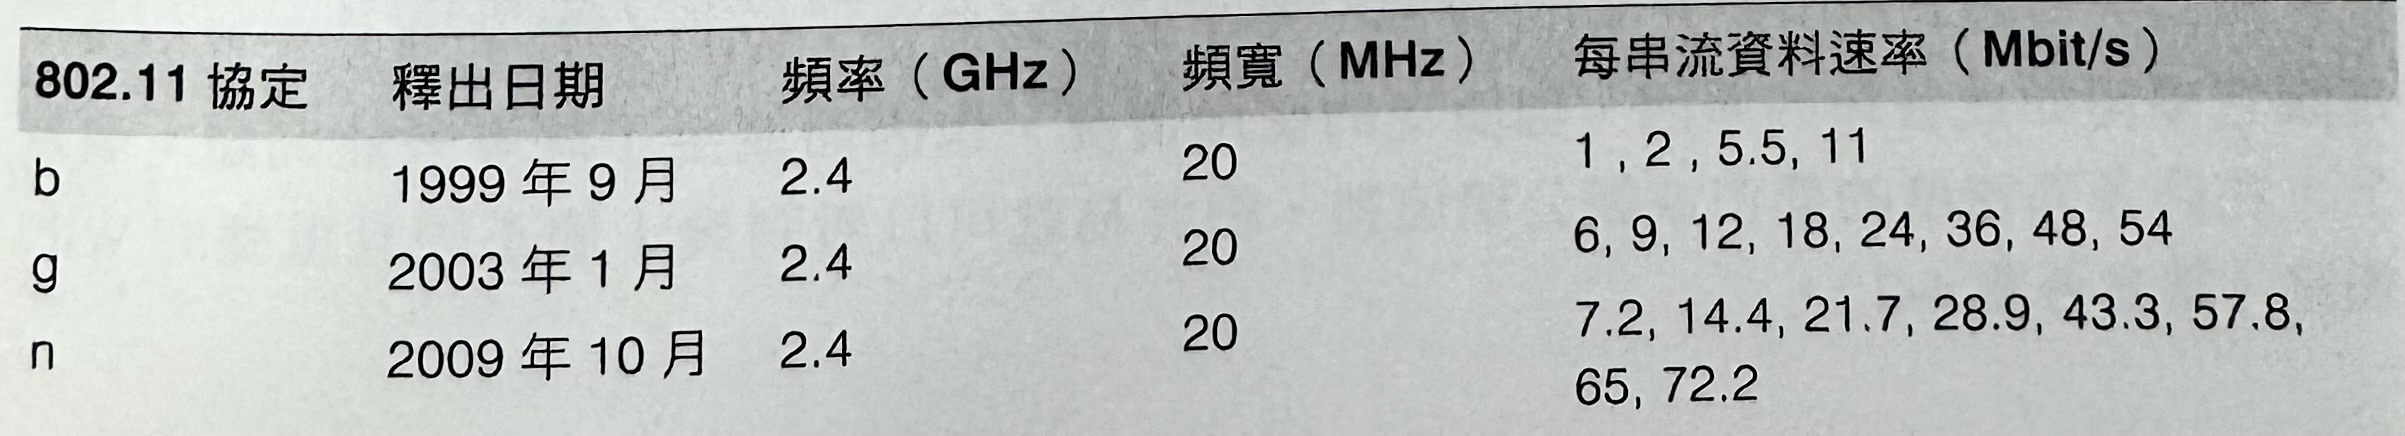 802.11 協定 釋出日期 頻率（GHz） 頻寬（MHz） 每串流資料速率（Mbit/s）
b 1999 年 9 月 2.4 20 1 , 2 , 5.5, 11
g 2003 年 1 月 2.4 20 6, 9, 12, 18, 24, 36, 48, 54
n 2009 年 10 月 2.4 20 7.2, 14.4, 21.7, 28.9, 43.3, 57.8,
65, 72.2